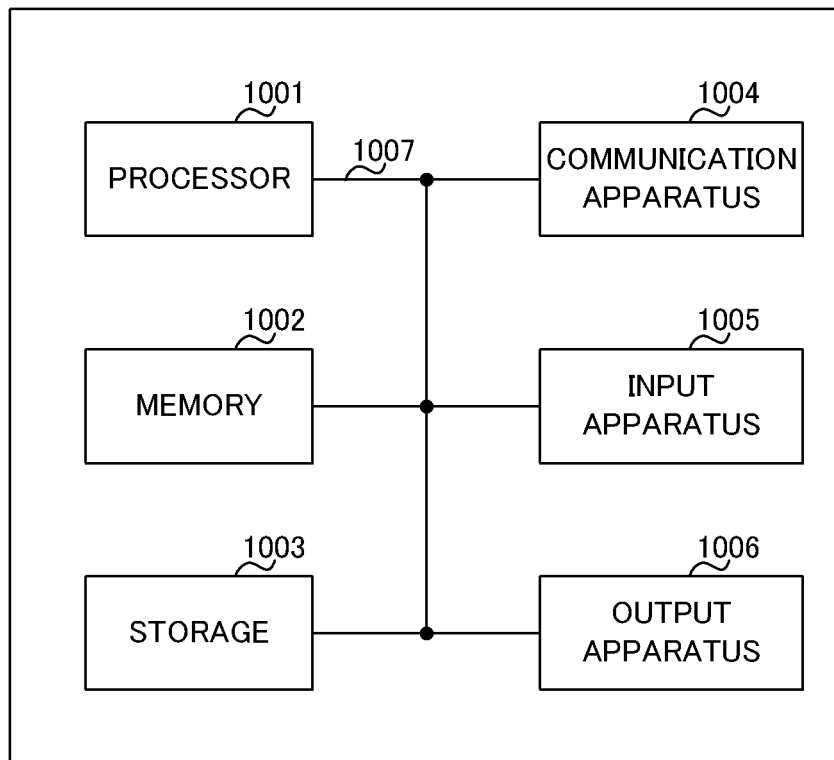 1001
PROCESSOR
1007
1004
COMMUNICATION
APPARATUS
1002
MEMORY
1005
INPUT
APPARATUS
1003
STORAGE
1006
OUTPUT
APPARATUS